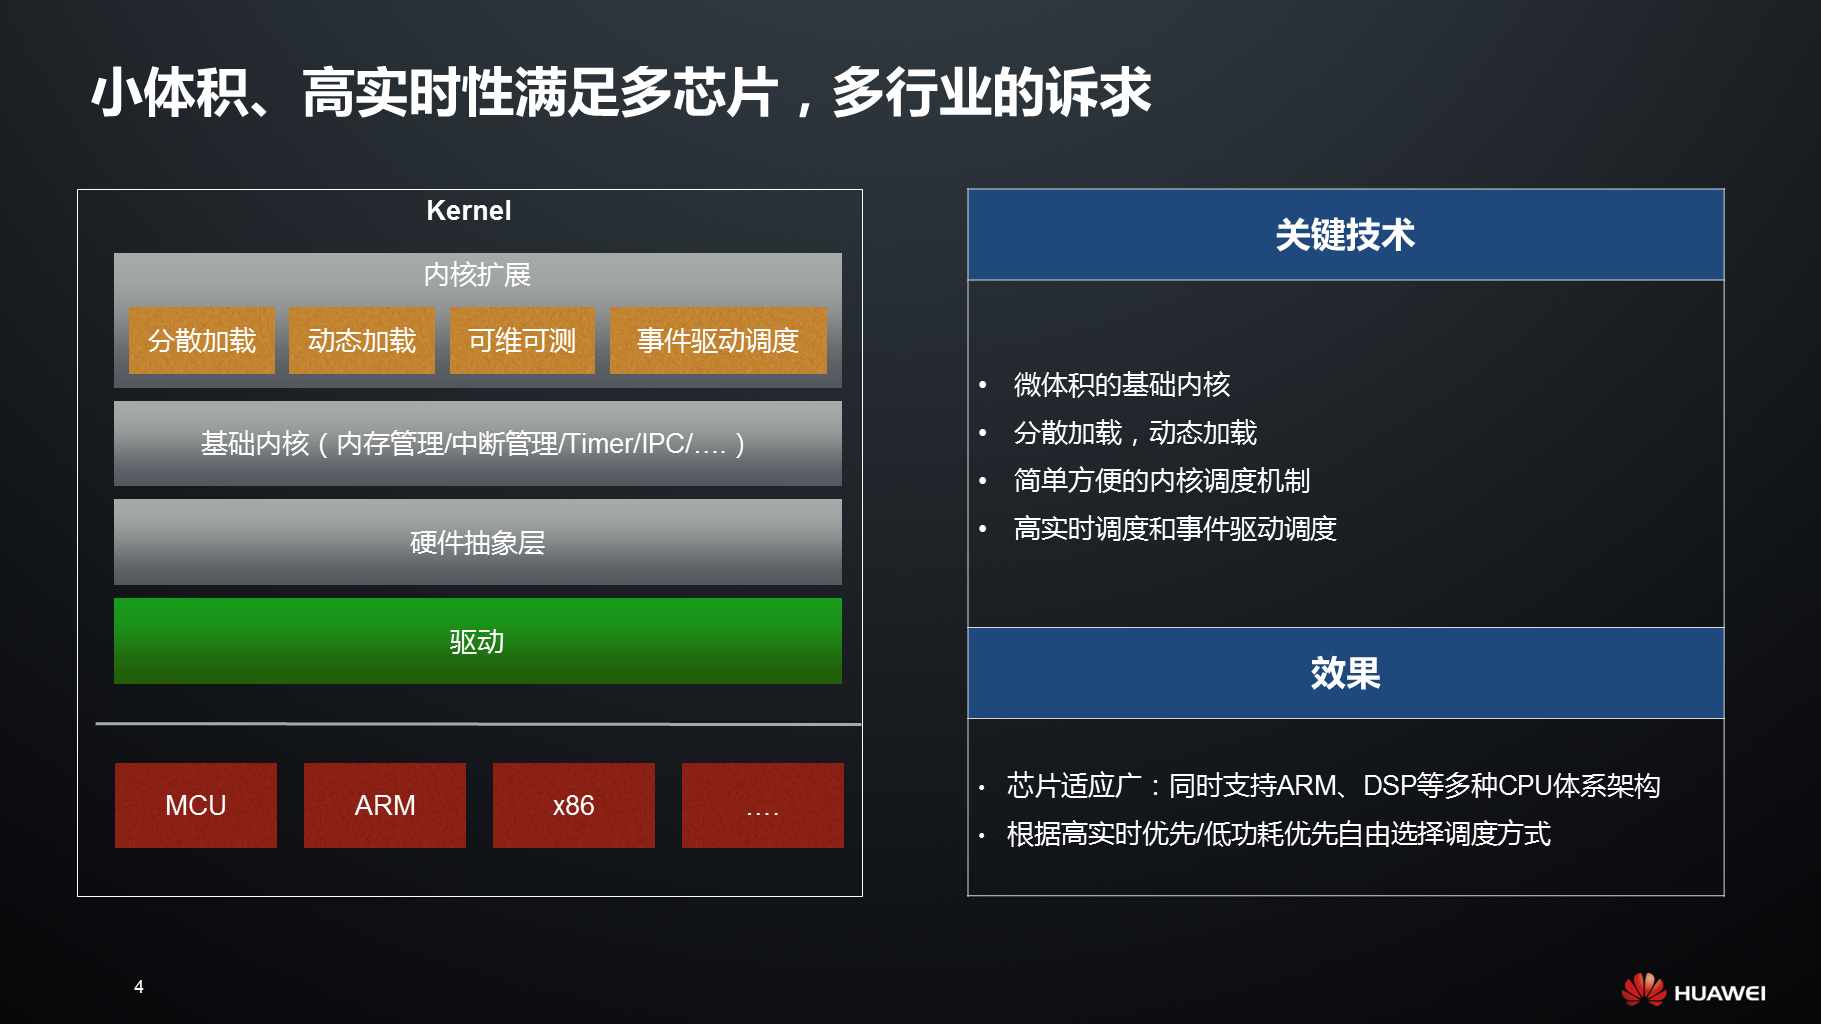 小体积、高实时性满足多芯片，多行业的诉求
Kernel
内核扩展
分散加载
动态加载
可维可测
事件驱动调度
基础内核（内存管理/中断管理/Timer/IPC/….）
硬件抽象层
驱动
MCU
ARM
x86
….
关键技术
• 微体积的基础内核
• 分散加载，动态加载
• 简单方便的内核调度机制
• 高实时调度和事件驱动调度
效果
• 芯片适应广：同时支持ARM、DSP等多种CPU体系架构
• 根据高实时优先/低功耗优先自由选择调度方式
4
HUAWEI